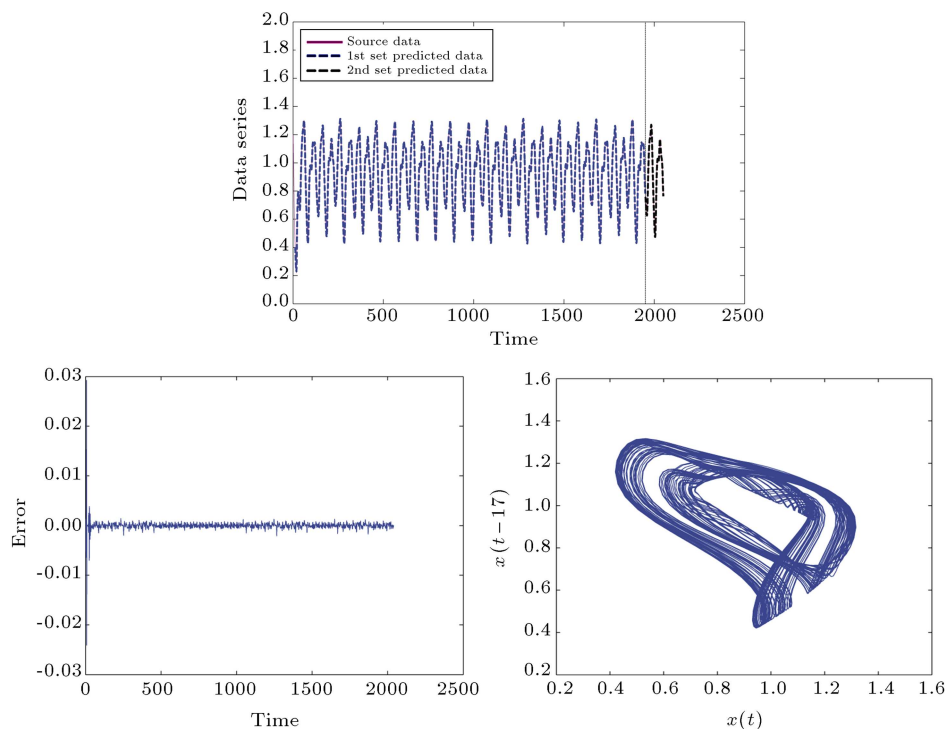 2.0
1.8
1.6
1.4
1.2
1.0
0.8
0.6
0.4
0.2
0.0
Data series
Source data
1st set predicted data
2nd set predicted data
0 500 1000 1500 2000 2500
Time
0.03
0.02
0.01
0.00
-0.01
-0.02
-0.03
Error
0 500 1000 1500 2000 2500
Time
1.6
1.4
1.2
1.0
0.8
0.6
0.4
0.2
x(t−17)
0.2 0.4 0.6 0.8 1.0 1.2 1.4 1.6
x(t)